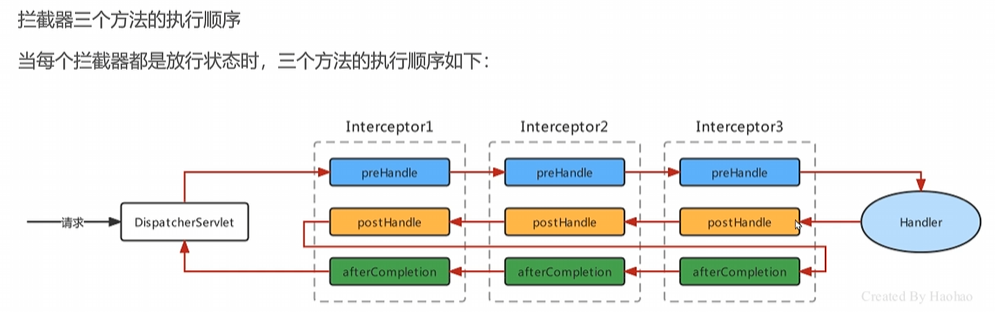 拦截器三个方法的执行顺序
当每个拦截器都是放行状态时，三个方法的执行顺序如下：
Interceptor1 Interceptor2 Interceptor3
preHandle preHandle preHandle
请求 DispatcherServlet postHandle postHandle postHandle Handler
afterCompletion afterCompletion afterCompletion
Created By Haohao